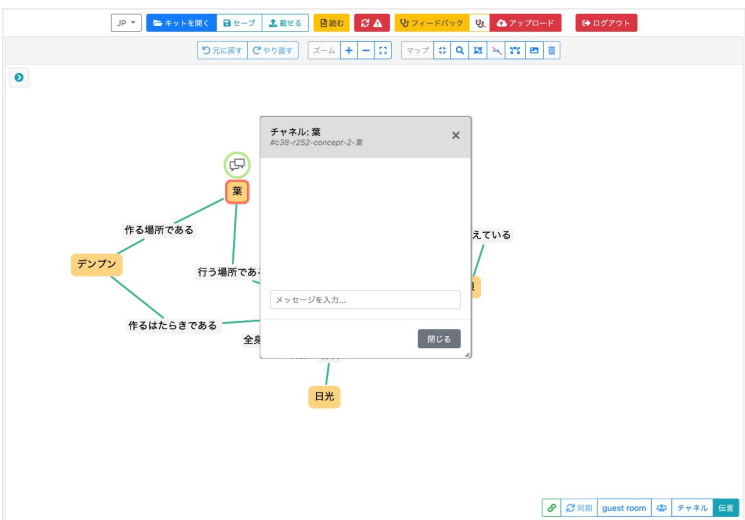 JP キットを開く セーブ 載せる 読む フィードバック アップロード ログアウト
元に戻す やり直す ズーム マップ
チャネル: 葉
#c38-r252-concept-2-葉
葉
作る場所である
えている
デンプン
行う場所であ
メッセージを入力...
作るはたらきである
全身
閉じる
日光
同期 guest room チャネル 伝言